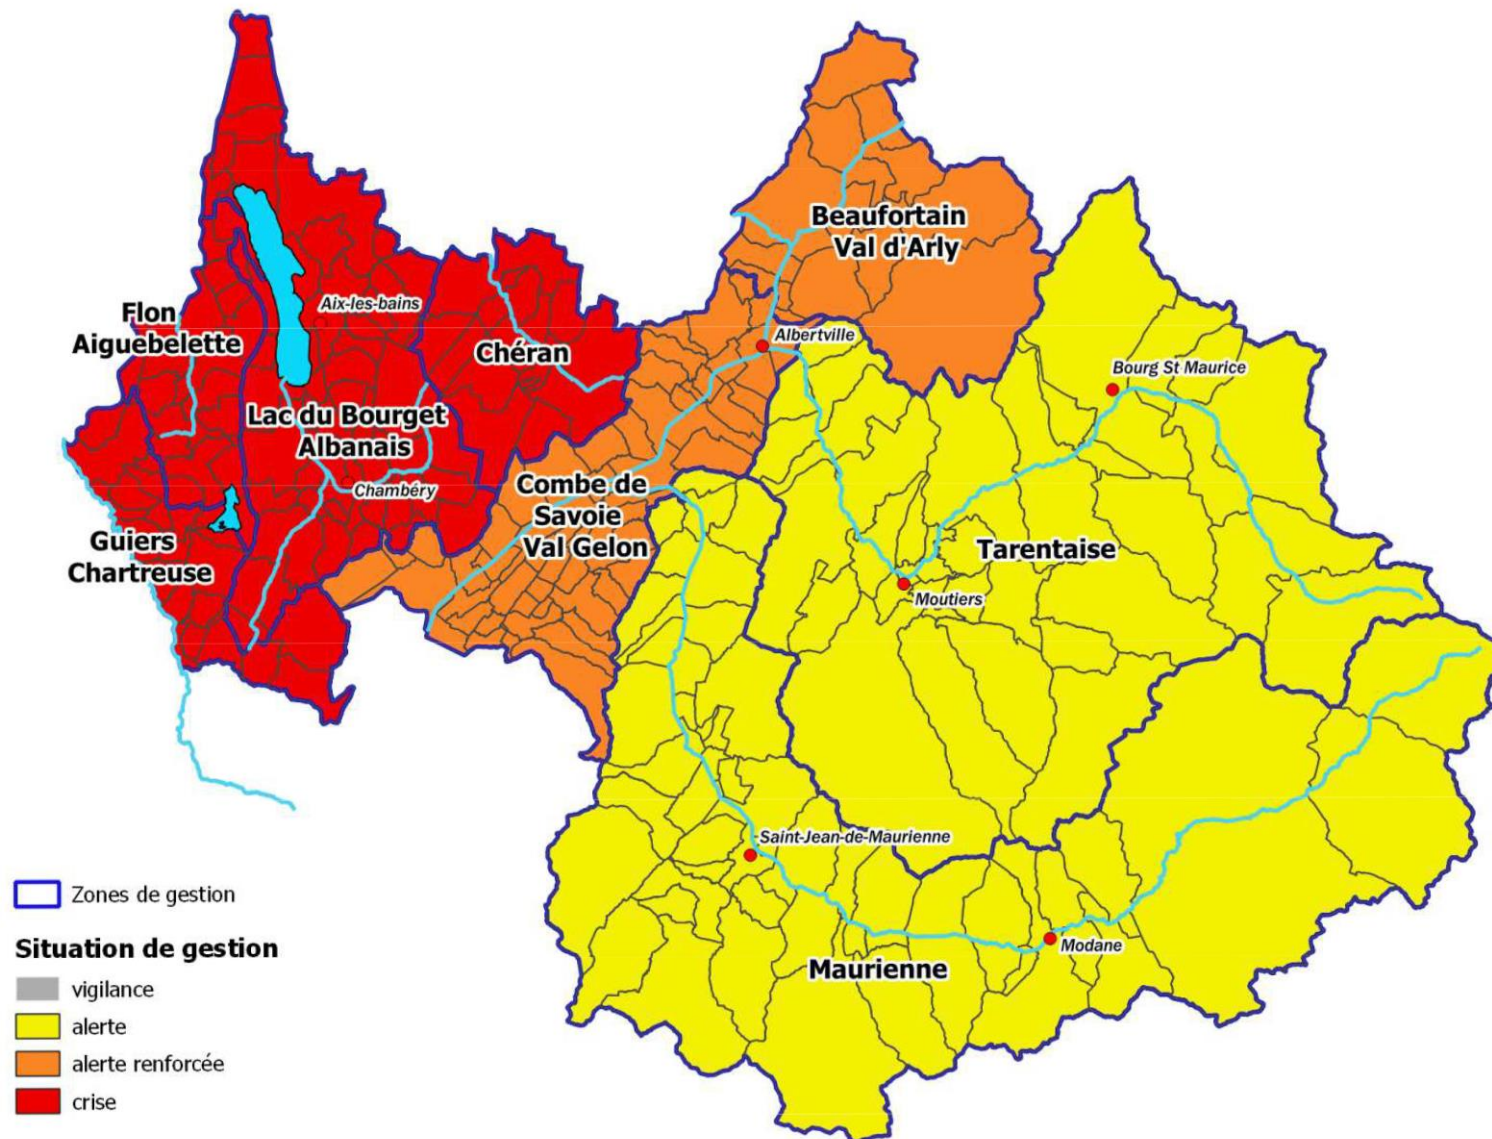 Beaufortain
Val d'Arly
Flon
Aiguebelette
Aix-les-bains
Chéran
Albertville
Bourg St Maurice
Lac du Bourget
Albanais
Chambéry
Combe de
Savoie
Val Gelon
Guiers
Chartreuse
Tarentaise
Moutiers
Saint-Jean-de-Maurienne
Modane
Maurienne
Zones de gestion
Situation de gestion
vigilance
alerte
alerte renforcée
crise